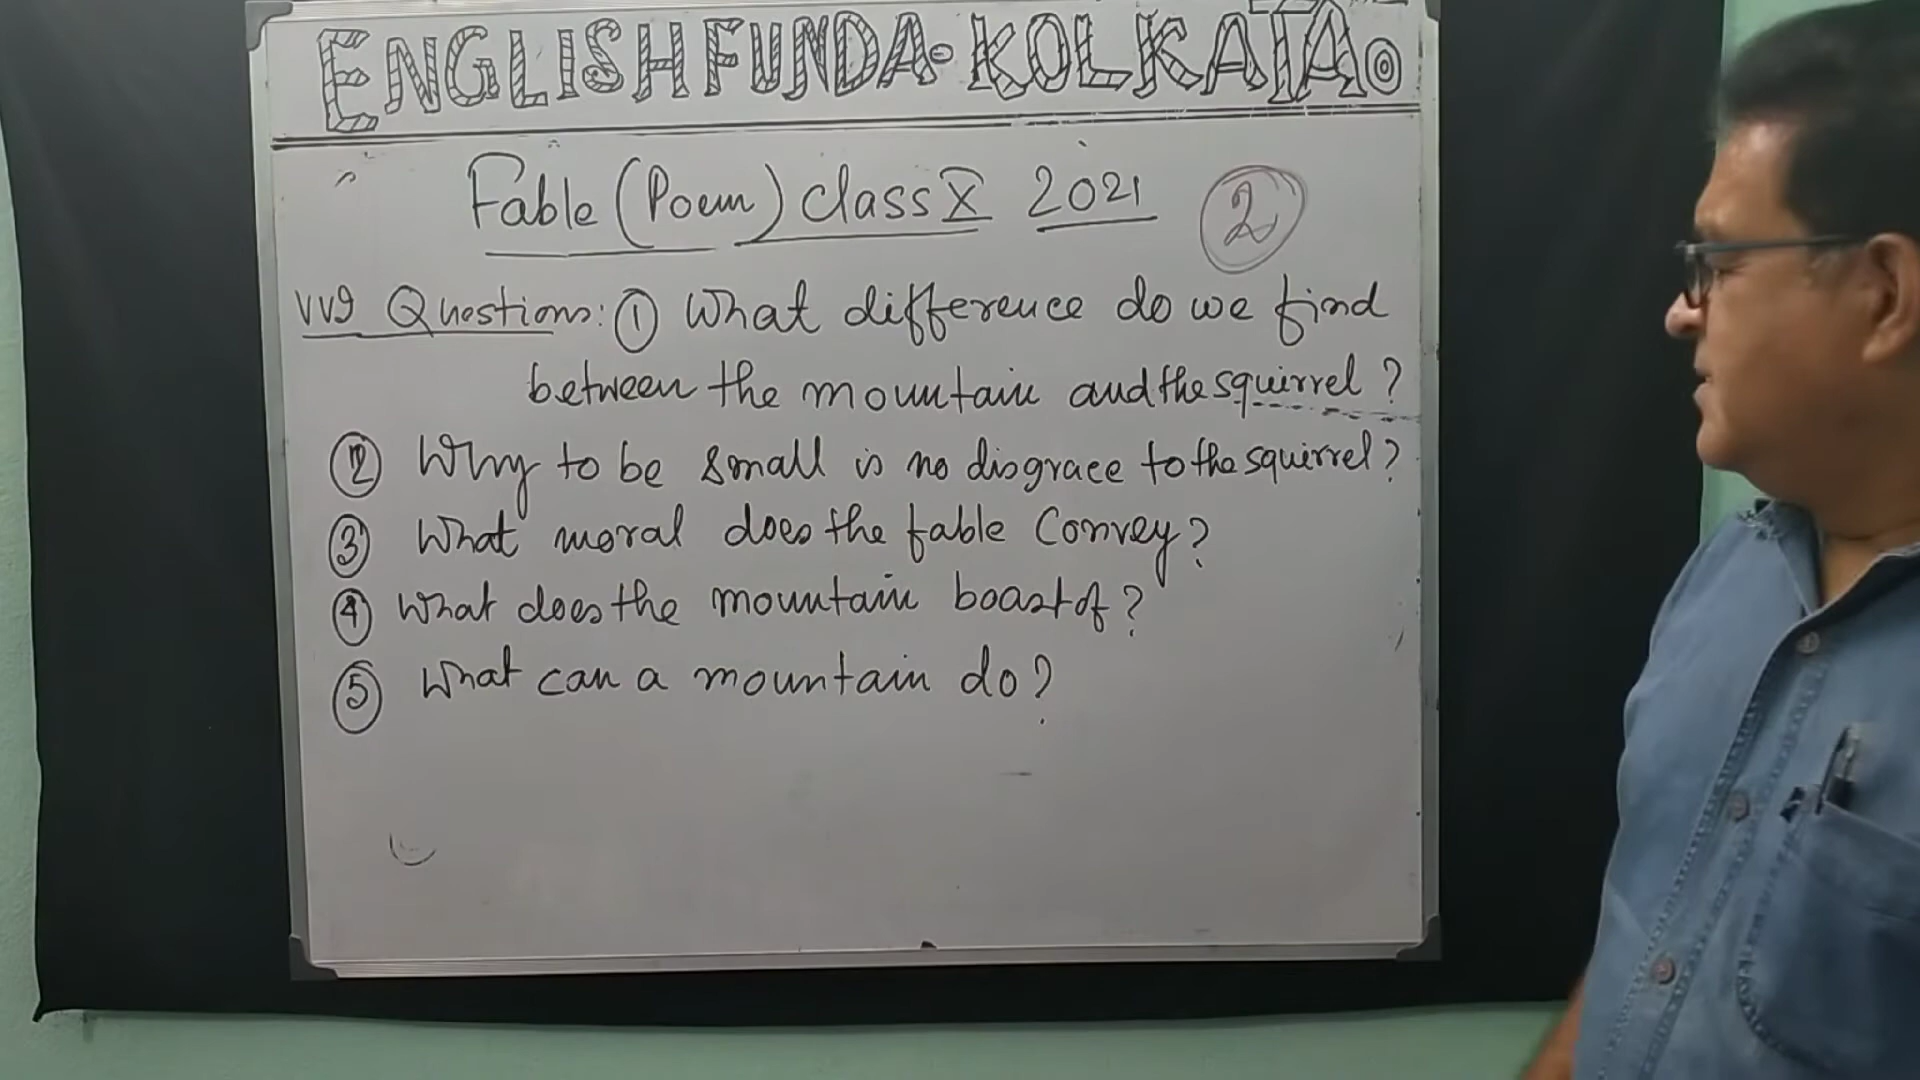 ENGLISH FUNDA KOLKATA
Fable (Poem) class X 2021 2
VVI Questions: 1 What difference do we find
between the mountain and the squirrel?
2 Why to be small is no disgrace to the squirrel?
3 What moral does the fable Convey?
4 What does the mountain boast of?
5 What can a mountain do?